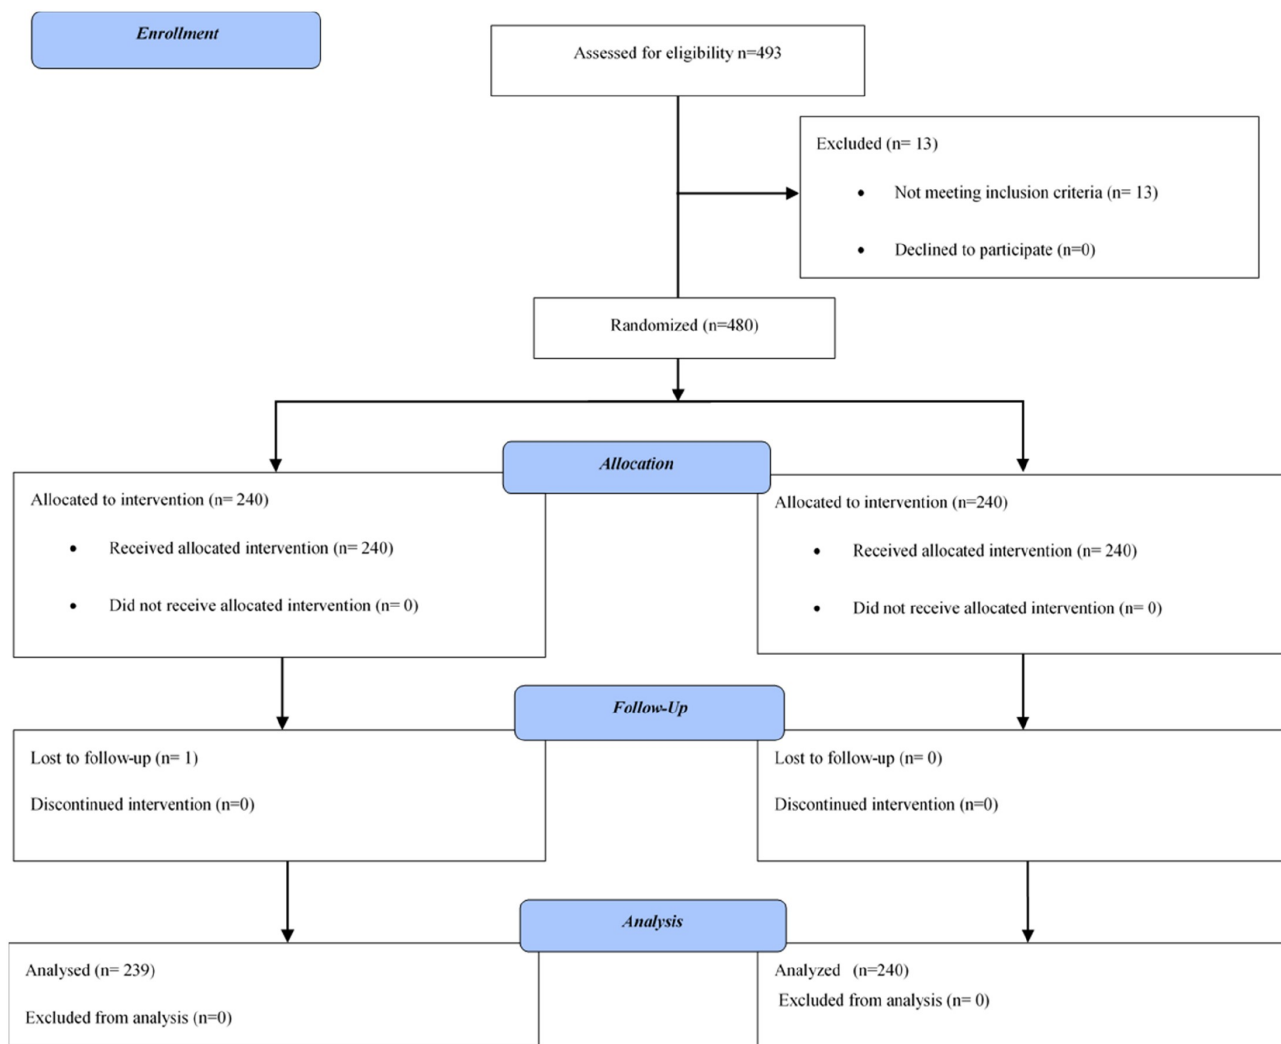 Enrollment
Assessed for eligibility n=493
Excluded (n= 13)
• Not meeting inclusion criteria (n= 13)
• Declined to participate (n=0)
Randomized (n=480)
Allocation
Allocated to intervention (n= 240)
• Received allocated intervention (n= 240)
• Did not receive allocated intervention (n= 0)
Allocated to intervention (n=240)
• Received allocated intervention (n= 240)
• Did not receive allocated intervention (n= 0)
Follow-Up
Lost to follow-up (n= 1)
Discontinued intervention (n=0)
Lost to follow-up (n= 0)
Discontinued intervention (n=0)
Analysis
Analysed (n= 239)
Excluded from analysis (n=0)
Analyzed (n=240)
Excluded from analysis (n= 0)